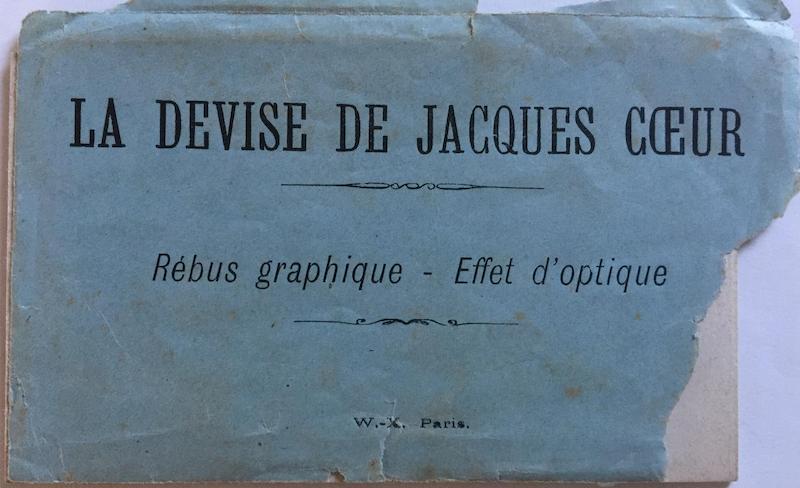 LA DEVISE DE JACQUES CŒUR
Rébus graphique - Effet d'optique
W.-X. Paris.